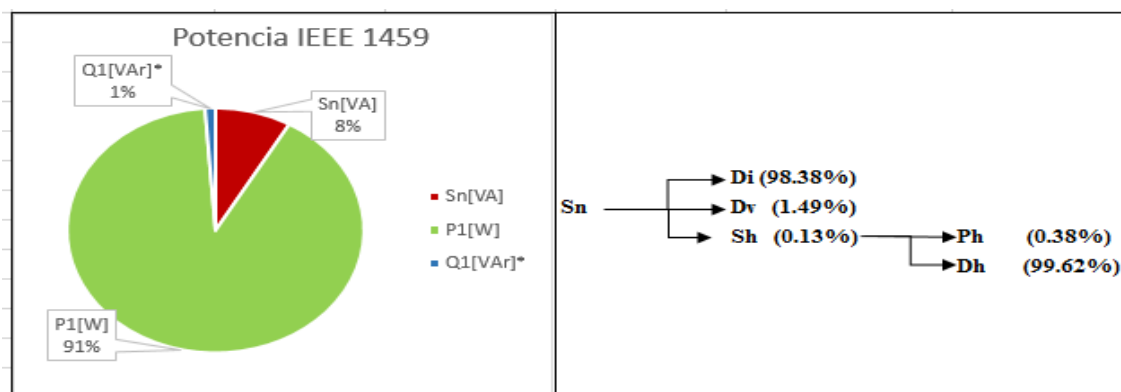 Potencia IEEE 1459
Q1[VAr]*
1%
Sn[VA]
8%
Sn[VA]
P1[W]
Q1[VAr]*
P1[W]
91%
Di (98.38%)
Sn Dv (1.49%)
Sh (0.13%) Ph (0.38%)
Dh (99.62%)